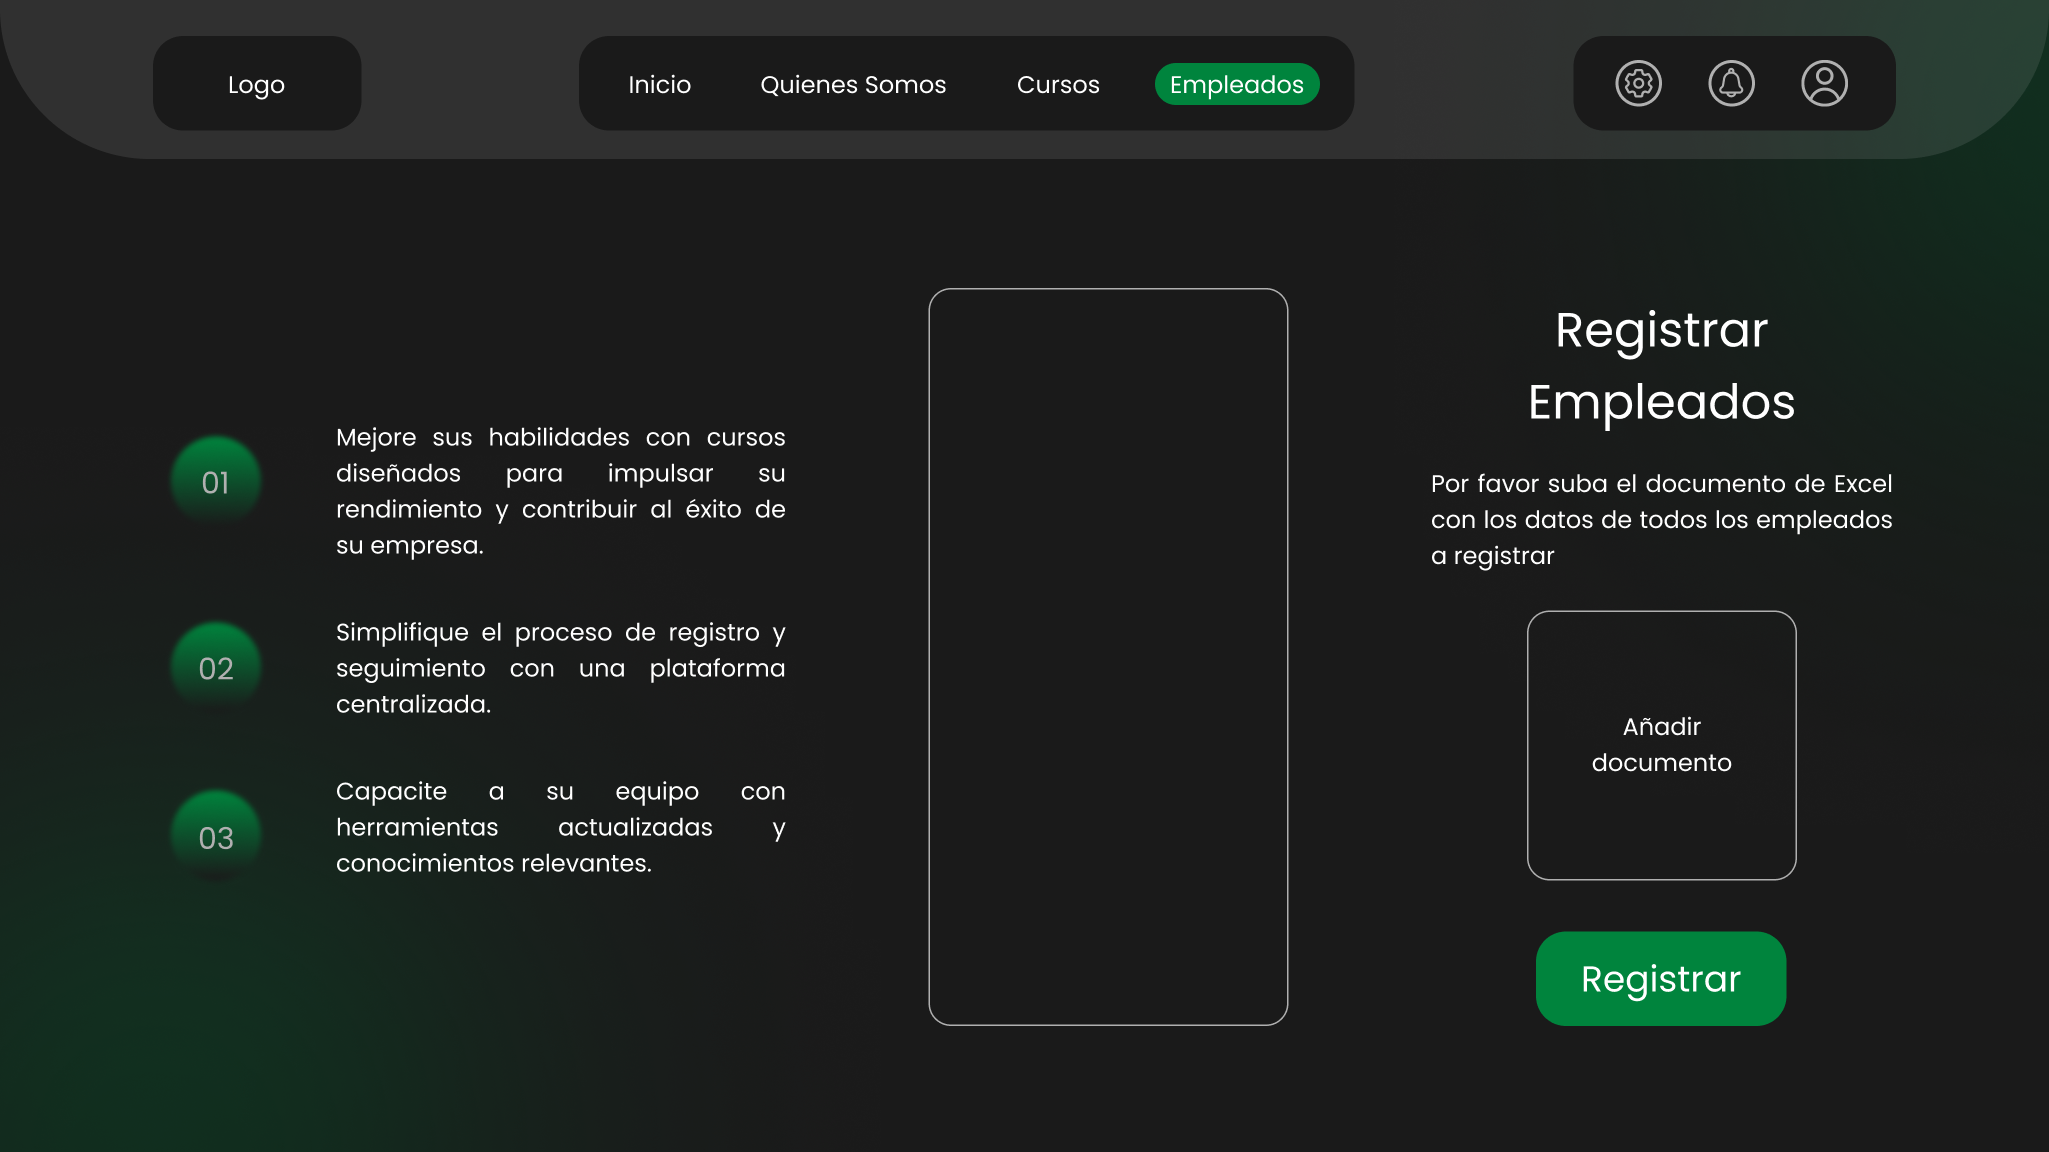 Logo
Inicio
Quienes Somos
Cursos
Empleados
01
Mejore sus habilidades con cursos
diseñados para impulsar su
rendimiento y contribuir al éxito de
su empresa.
02
Simplifique el proceso de registro y
seguimiento con una plataforma
centralizada.
03
Capacite a su equipo con
herramientas actualizadas y
conocimientos relevantes.
Registrar
Empleados
Por favor suba el documento de Excel
con los datos de todos los empleados
a registrar
Añadir
documento
Registrar